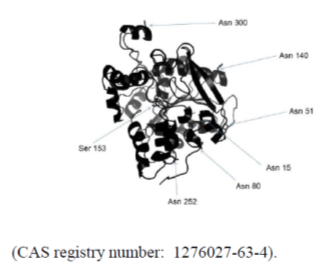 Asn 300
Asn 140
Asn 51
Ser 153
Asn 15
Asn 80
Asn 252
(CAS registry number: 1276027-63-4).